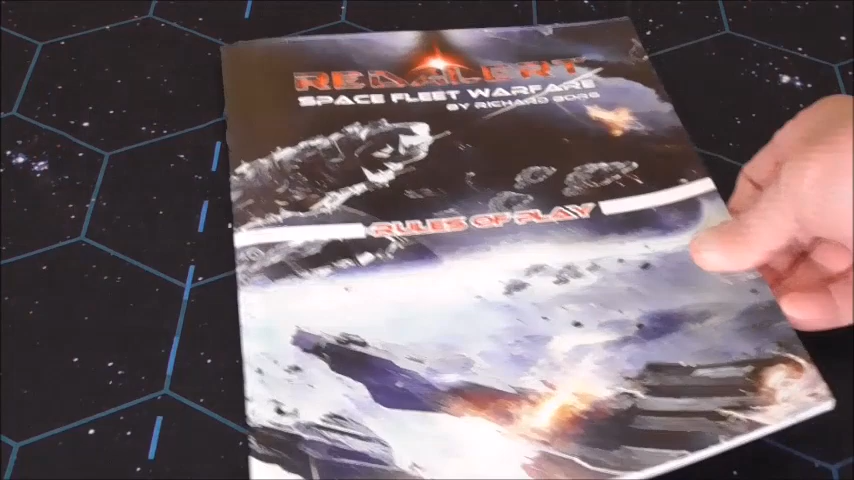 RED ALERT
SPACE FLEET WARFARE
BY RICHARD BORG
RULES OF PLAY